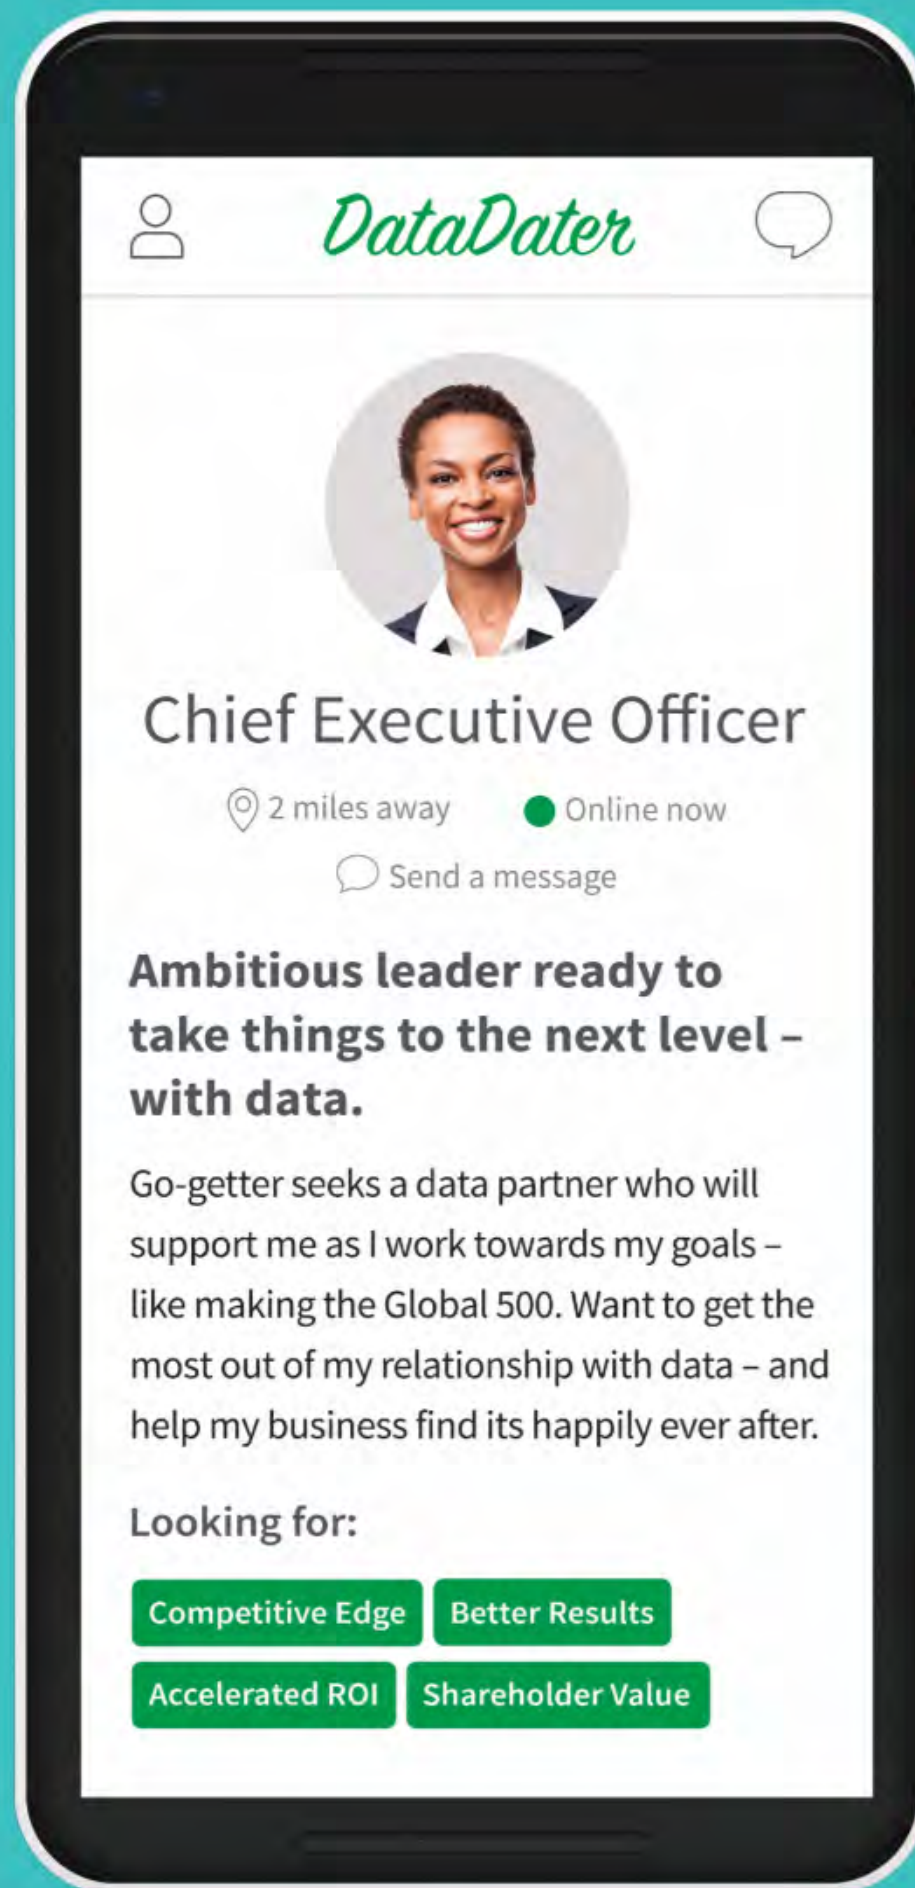 DataDater
Chief Executive Officer
2 miles away Online now
Send a message
Ambitious leader ready to
take things to the next level –
with data.
Go-getter seeks a data partner who will
support me as I work towards my goals –
like making the Global 500. Want to get the
most out of my relationship with data – and
help my business find its happily ever after.
Looking for:
Competitive Edge Better Results
Accelerated ROI Shareholder Value